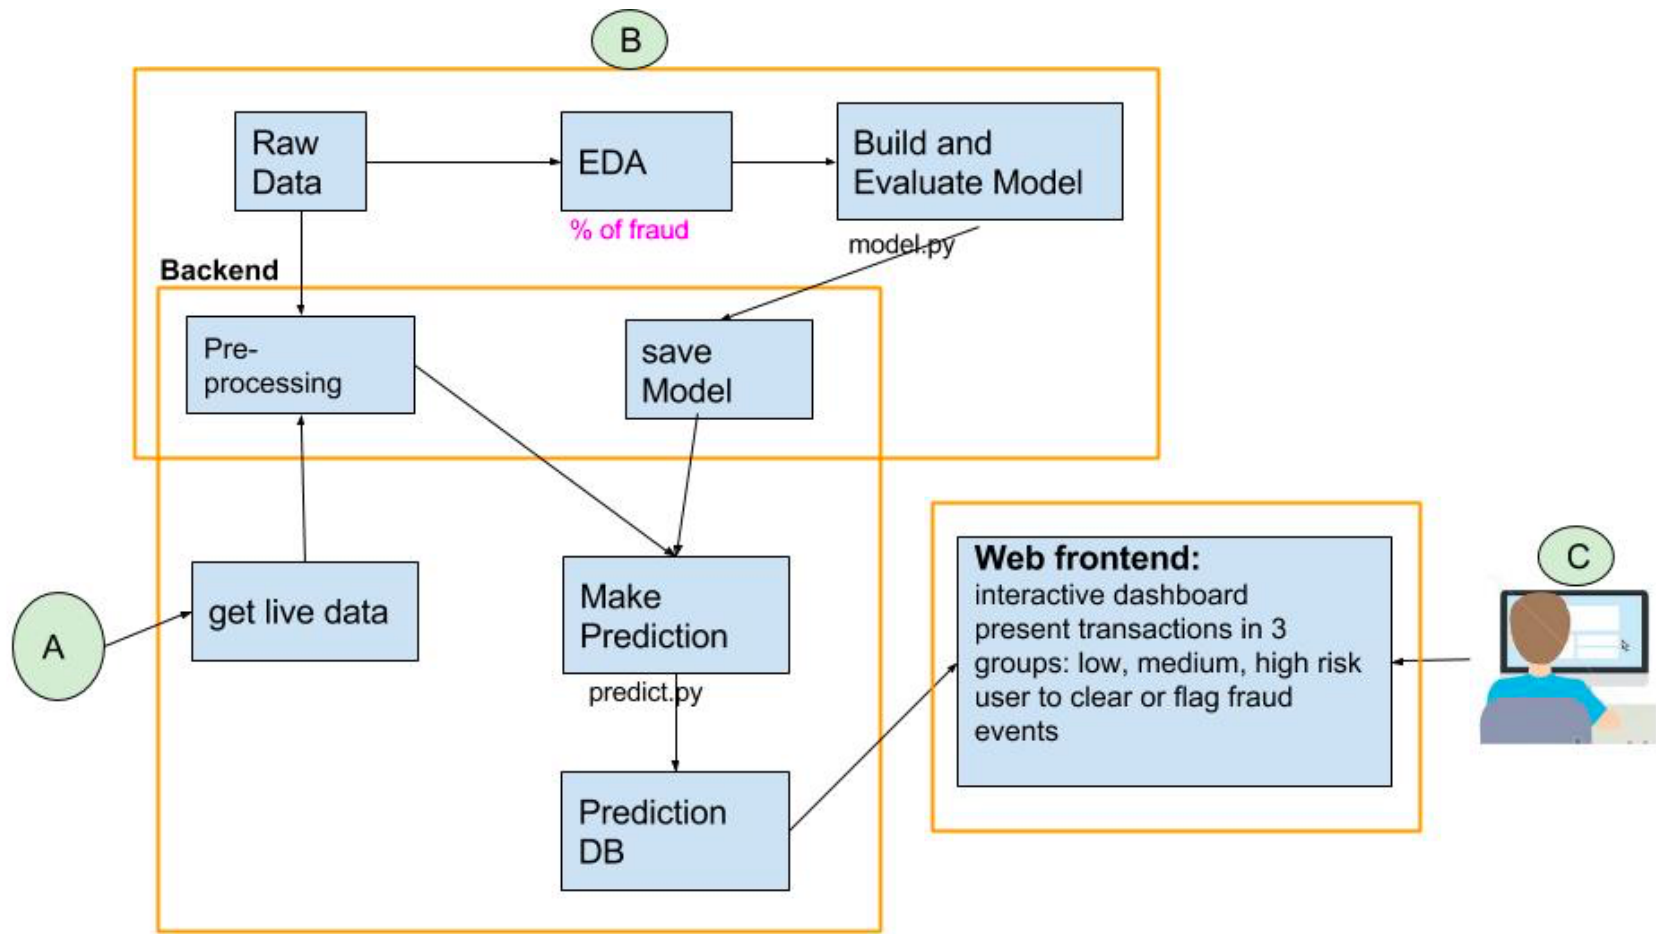 B
Raw
Data
EDA
Build and
Evaluate Model
% of fraud
model.py
Backend
Pre-
processing
save
Model
A
get live data
Make
Prediction
predict.py
Prediction
DB
Web frontend:
interactive dashboard
present transactions in 3
groups: low, medium, high risk
user to clear or flag fraud
events
C